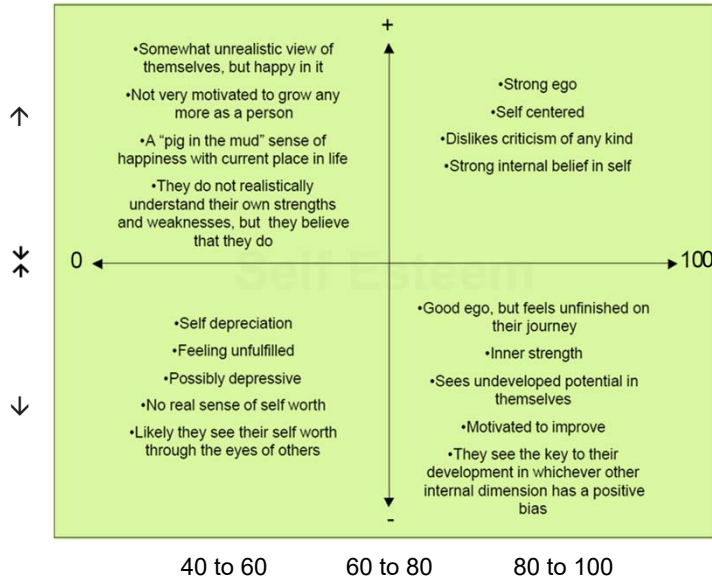 +
•Somewhat unrealistic view of
themselves, but happy in it
•Not very motivated to grow any
more as a person
•A “pig in the mud” sense of
happiness with current place in life
•They do not realistically
understand their own strengths
and weaknesses, but they believe
that they do
•Strong ego
•Self centered
•Dislikes criticism of any kind
•Strong internal belief in self
0
100
Self Esteem
•Self depreciation
•Feeling unfulfilled
•Possibly depressive
•No real sense of self worth
•Likely they see their self worth
through the eyes of others
•Good ego, but feels unfinished on
their journey
•Inner strength
•Sees undeveloped potential in
themselves
•Motivated to improve
•They see the key to their
development in whichever other
internal dimension has a positive
bias
-
40 to 60
60 to 80
80 to 100